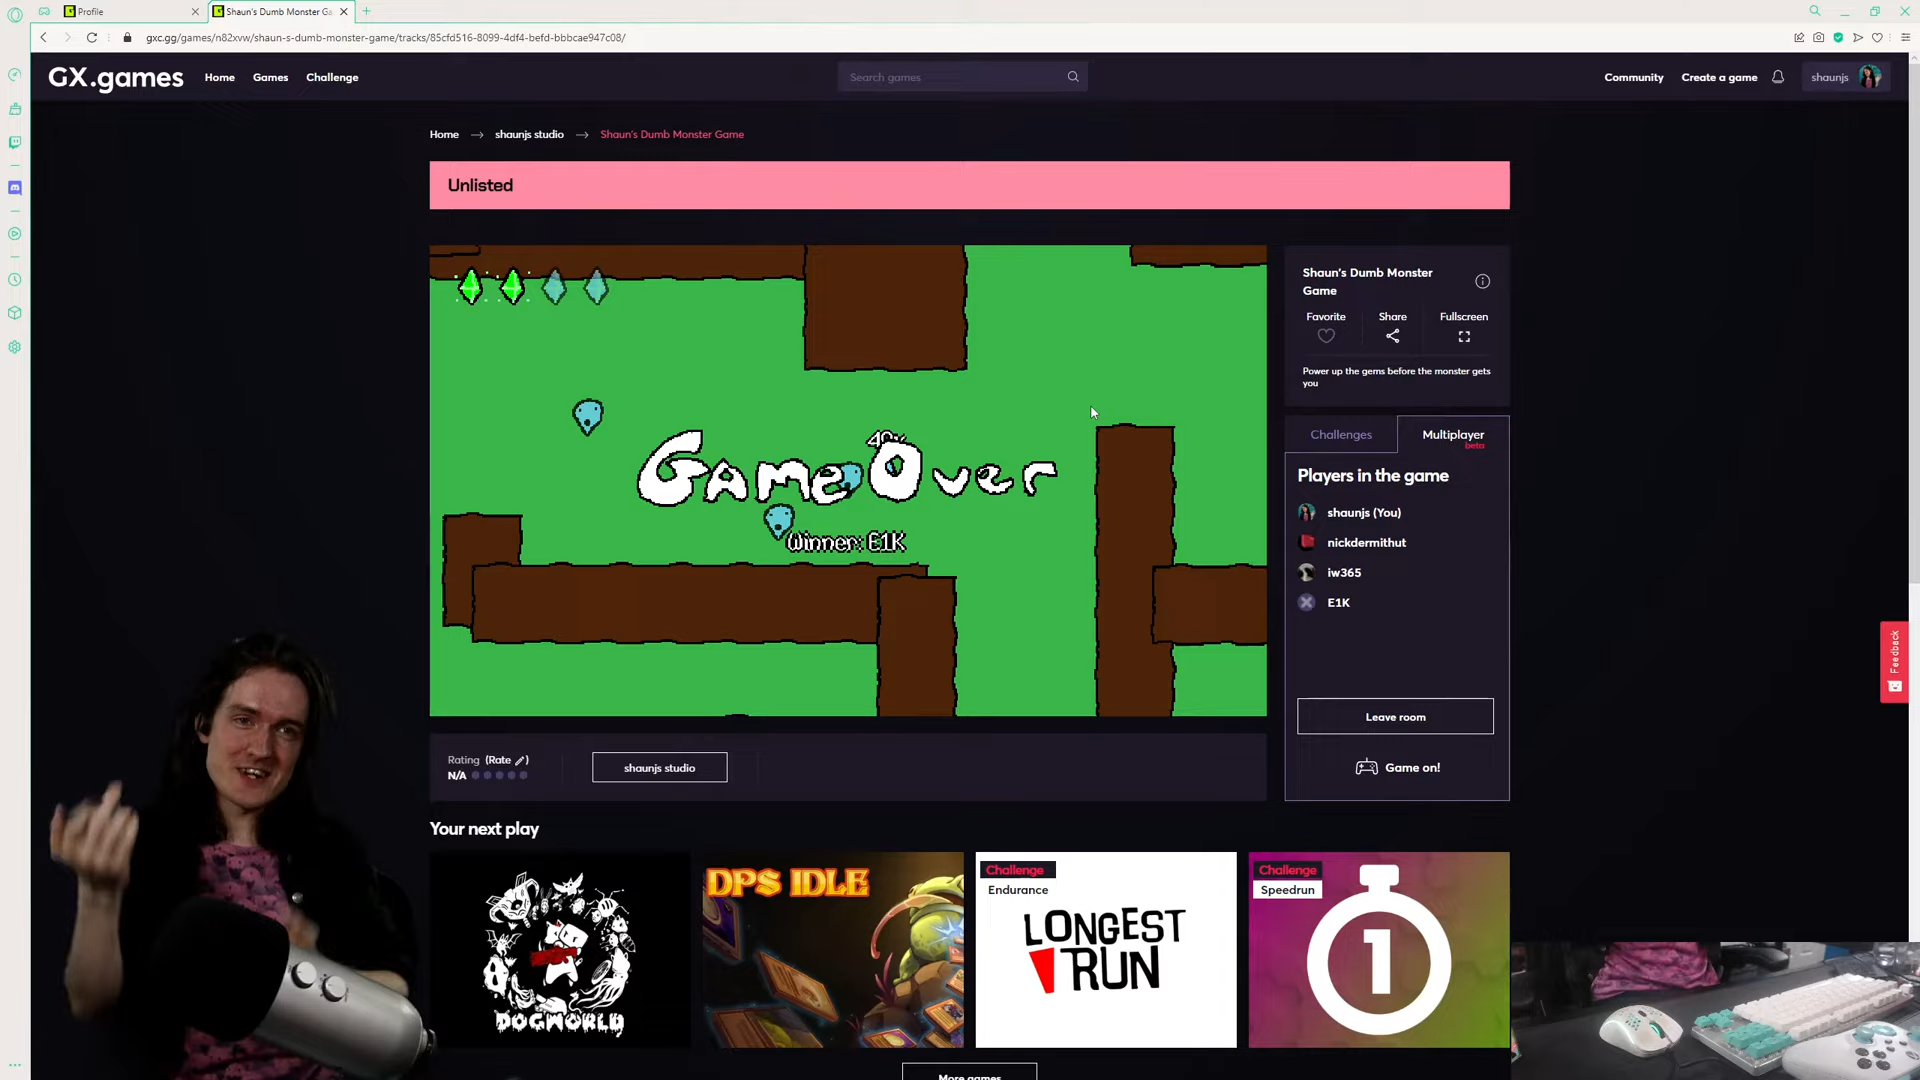 Profile
Shaun's Dumb Monster Ga
gxc.gg/games/n82xvw/shaun-s-dumb-monster-game/tracks/85cfd516-8099-4df4-befd-bbbcae947c08/
GX.games
Home
Games
Challenge
Search games
Community
Create a game
shaunjs
Home → shaunjs studio → Shaun's Dumb Monster Game
Unlisted
Game Over
Winner: E1K
Shaun's Dumb Monster
Game
Favorite
Share
Fullscreen
Power up the gems before the monster gets
you
Challenges
Multiplayer
beta
Players in the game
shaunjs (You)
nickdermithut
iw365
E1K
Leave room
Game on!
Feedback
Rating (Rate)
N/A
shaunjs studio
Your next play
DOGWORLD
DPS IDLE
Challenge
Endurance
LONGEST
RUN
Challenge
Speedrun
1
More games